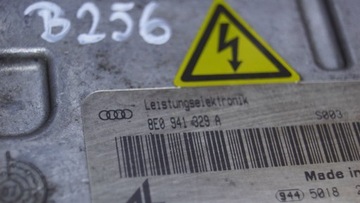 B256
Leistungselektronik
8E0 941 329 A
S003
Made in
944 5018